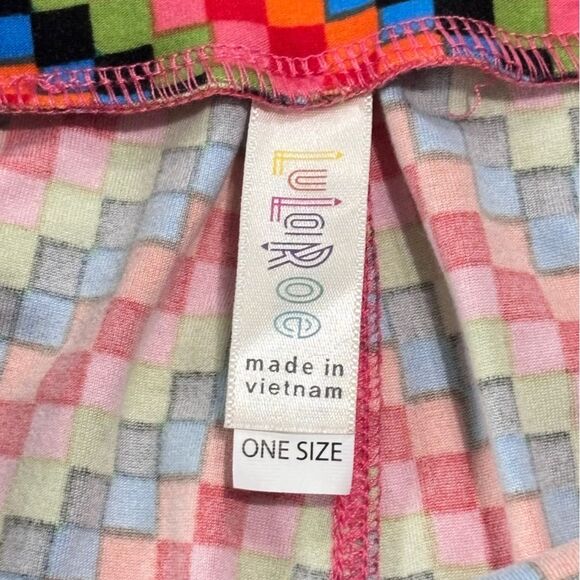 LuLaRoe
made in
vietnam
ONE SIZE